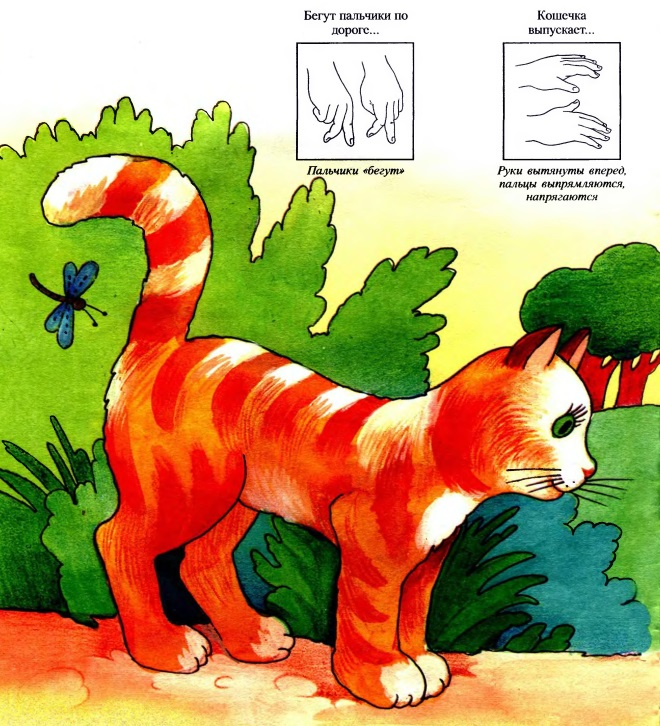 Бегут пальчики по
дороге...
Пальчики «бегут»
Кошечка
выпускает...
Руки вытянуты вперед,
пальцы выпрямляются,
напрягаются